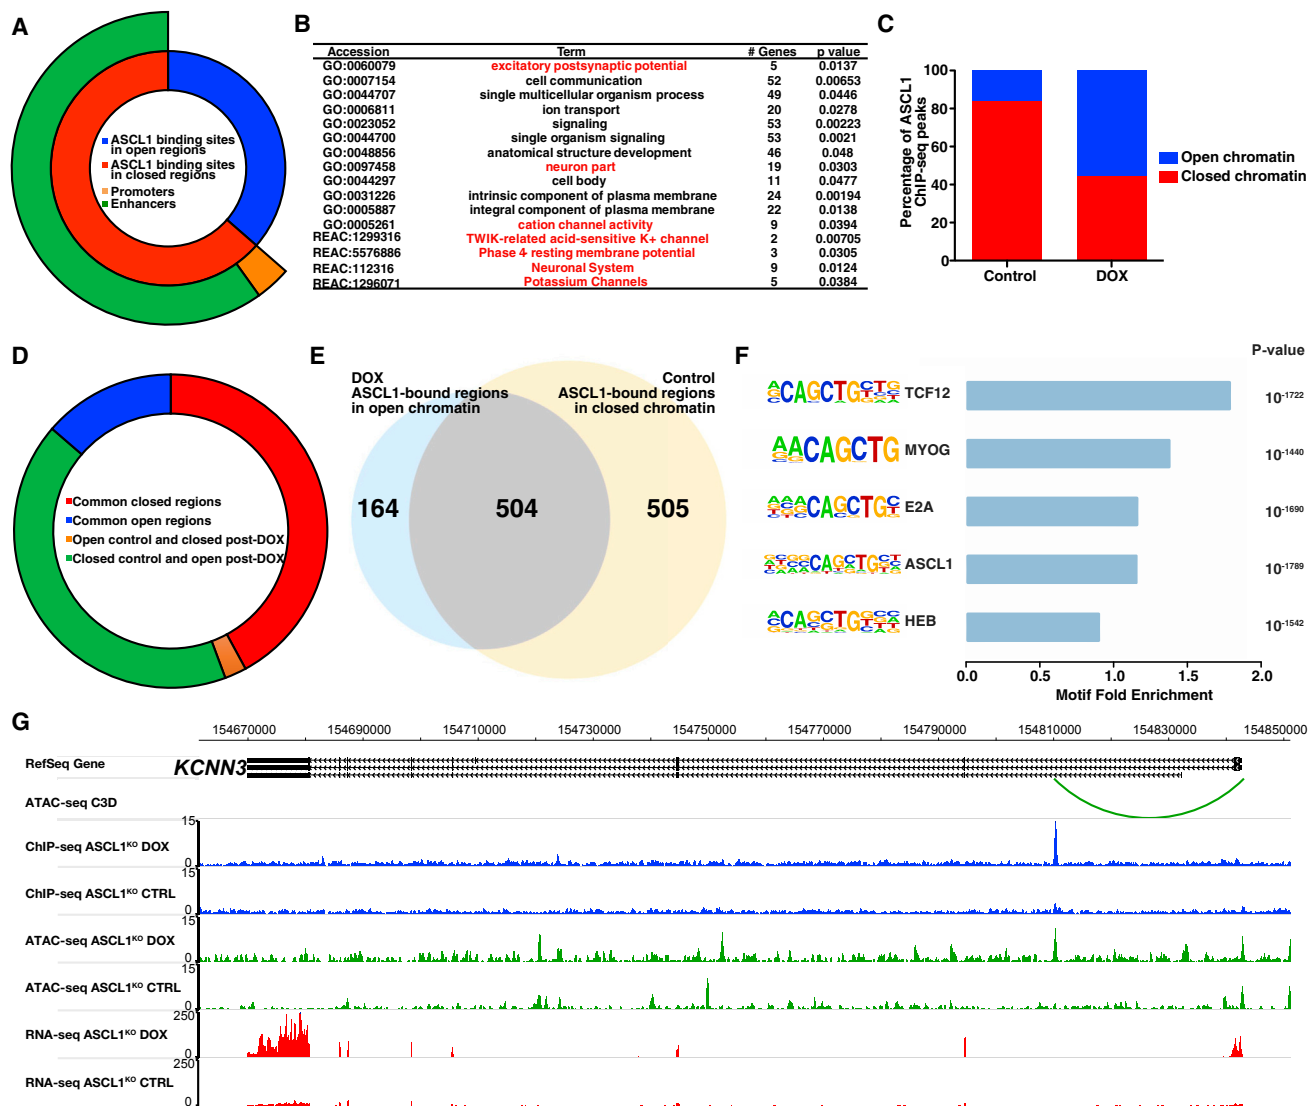 A
ASCL1 binding sites
in open regions
ASCL1 binding sites
in closed regions
Promoters
Enhancers
B
Accession Term # Genes p value
GO:0060079 excitatory postsynaptic potential 5 0.0137
GO:0007154 cell communication 52 0.00653
GO:0044707 single multicellular organism process 49 0.0446
GO:0006811 ion transport 20 0.0278
GO:0023052 signaling 53 0.00223
GO:0044700 single organism signaling 53 0.0021
GO:0048856 anatomical structure development 46 0.048
GO:0097458 neuron part 19 0.0303
GO:0044297 cell body 11 0.0477
GO:0031226 intrinsic component of plasma membrane 24 0.00194
GO:0005887 integral component of plasma membrane 22 0.0138
GO:0005261 cation channel activity 9 0.0394
REAC:1299316 TWIK-related acid-sensitive K+ channel 2 0.00705
REAC:5576886 Phase 4 resting membrane potential 3 0.0305
REAC:112316 Neuronal System 9 0.0124
REAC:1296071 Potassium Channels 5 0.0384
C
Percentage of ASCL1
ChIP-seq peaks
100
80
60
40
20
0
Control DOX
Open chromatin
Closed chromatin
D
Common closed regions
Common open regions
Open control and closed post-DOX
Closed control and open post-DOX
E
DOX
ASCL1-bound regions
in open chromatin
Control
ASCL1-bound regions
in closed chromatin
164 504 505
F
P-value
TCF12 10-1722
AACAGCTG MYOG 10-1440
E2A 10-1690
ASCL1 10-1789
HEB 10-1542
0.0 0.5 1.0 1.5 2.0
Motif Fold Enrichment
G
154670000 154690000 154710000 154730000 154750000 154770000 154790000 154810000 154830000 154850000
RefSeq Gene KCNN3
ATAC-seq C3D
15
ChIP-seq ASCL1KO DOX
0
15
ChIP-seq ASCL1KO CTRL
0
15
ATAC-seq ASCL1KO DOX
0
15
ATAC-seq ASCL1KO CTRL
0
250
RNA-seq ASCL1KO DOX
0
250
RNA-seq ASCL1KO CTRL
0